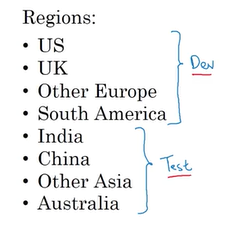 Regions:
• US
• UK
• Other Europe
• South America
Dev
• India
• China
• Other Asia
• Australia
Test